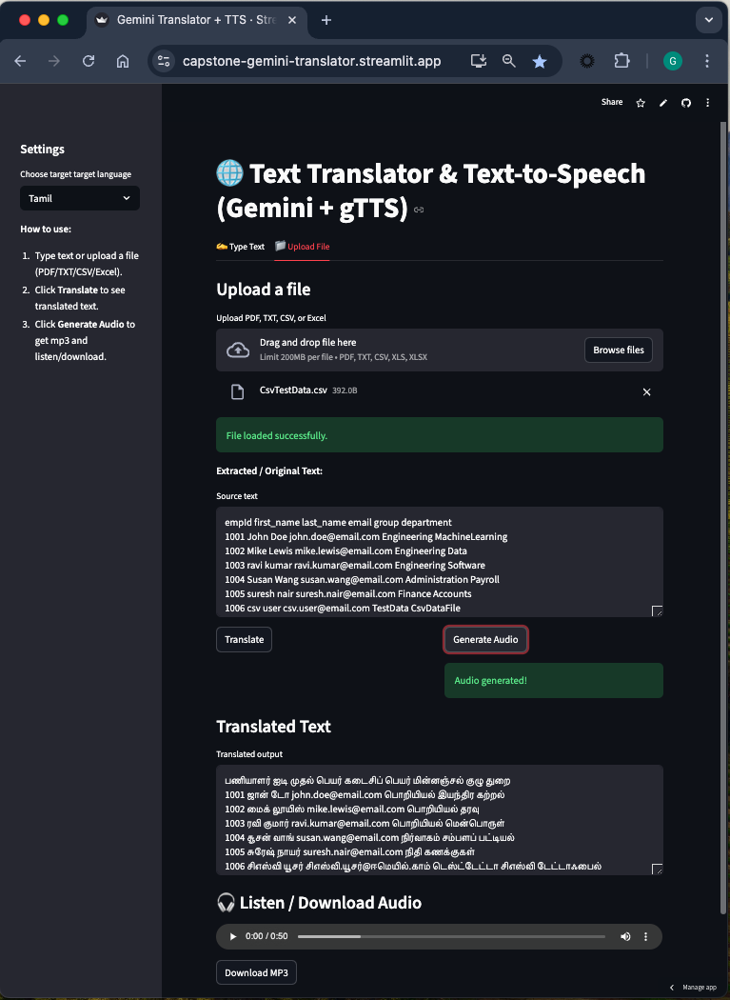 Gemini Translator + TTS · Stre
capstone-gemini-translator.streamlit.app
G
Share
Settings
Choose target target language
Tamil
How to use:
1. Type text or upload a file
(PDF/TXT/CSV/Excel).
2. Click Translate to see
translated text.
3. Click Generate Audio to
get mp3 and
listen/download.
Text Translator & Text-to-Speech
(Gemini + gTTS)
Type Text
Upload File
Upload a file
Upload PDF, TXT, CSV, or Excel
Drag and drop file here
Limit 200MB per file • PDF, TXT, CSV, XLS, XLSX
Browse files
CsvTestData.csv 392.0B
File loaded successfully.
Extracted / Original Text:
Source text
empId first_name last_name email group department
1001 John Doe john.doe@email.com Engineering MachineLearning
1002 Mike Lewis mike.lewis@email.com Engineering Data
1003 ravi kumar ravi.kumar@email.com Engineering Software
1004 Susan Wang susan.wang@email.com Administration Payroll
1005 suresh nair suresh.nair@email.com Finance Accounts
1006 csv user csv.user@email.com TestData CsvDataFile
Translate
Generate Audio
Audio generated!
Translated Text
Translated output
பணியாளர் ஐடி முதல் பெயர் கடைசிப் பெயர் மின்னஞ்சல் குழு துறை
1001 ஜான் டோ john.doe@email.com பொறியியல் இயந்திர கற்றல்
1002 மைக் லூயிஸ் mike.lewis@email.com பொறியியல் தரவு
1003 ரவி குமார் ravi.kumar@email.com பொறியியல் மென்பொருள்
1004 சூசன் வாங் susan.wang@email.com நிர்வாகம் சம்பளப் பட்டியல்
1005 சுரேஷ் நாயர் suresh.nair@email.com நிதி கணக்குகள்
1006 சிஎஸ்வி யூசர் சிஎஸ்வி.யூசர்@ஈமெயில்.காம் டெஸ்ட்டேட்டா சிஎஸ்வி டேட்டாஃபைல்
Listen / Download Audio
0:00 / 0:50
Download MP3
Manage app